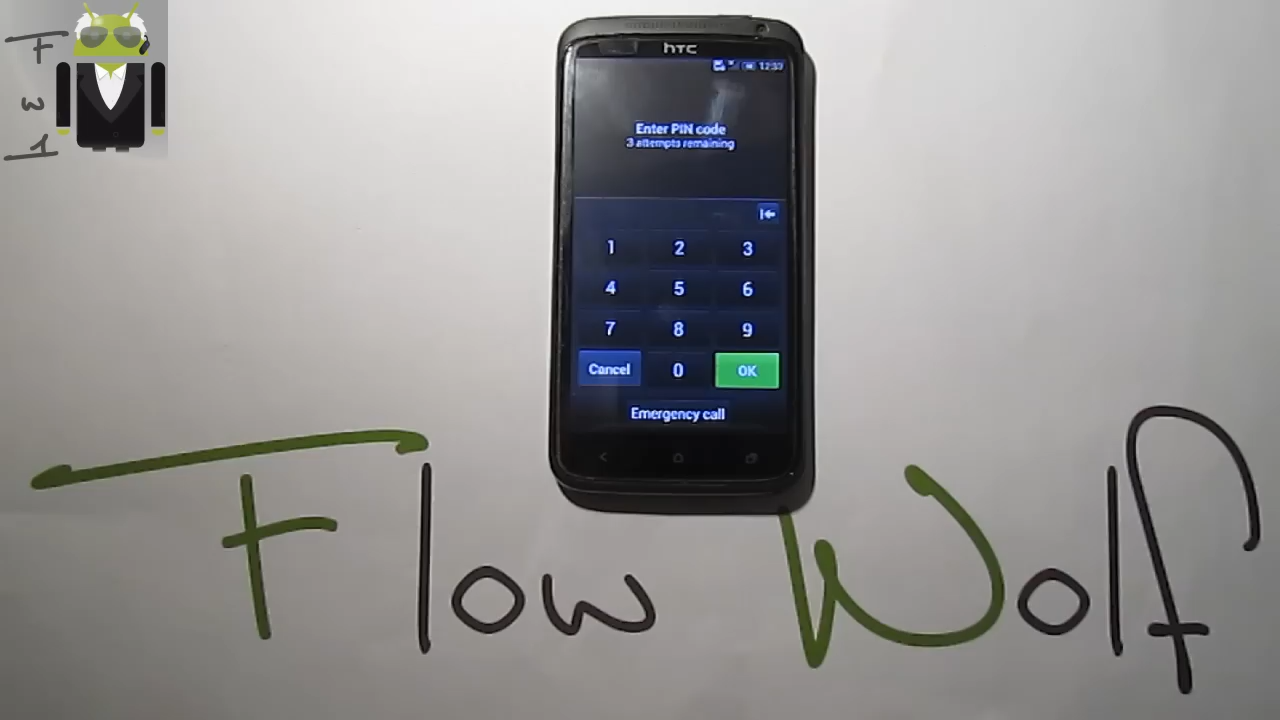 F
W
1
hTC
12:33
Enter PIN code
3 attempts remaining
1 2 3
4 5 6
7 8 9
Cancel 0 OK
Emergency call
Flow Wolf